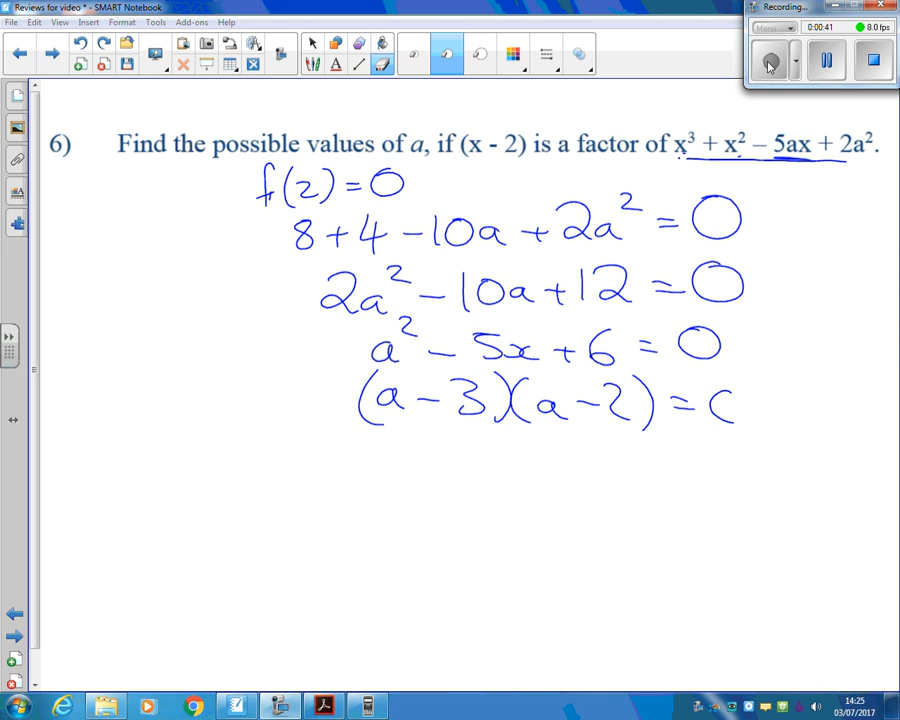 Reviews for video * - SMART Notebook
Recording...
File Edit View Insert Format Tools Add-ons Help
Menu 0:00:41 8.0 fps
6) Find the possible values of a, if (x - 2) is a factor of x³ + x² – 5ax + 2a².
f(2) = 0
8 + 4 - 10a + 2a² = 0
2a² - 10a + 12 = 0
a² - 5x + 6 = 0
(a - 3)(a - 2) = C
14:25
03/07/2017